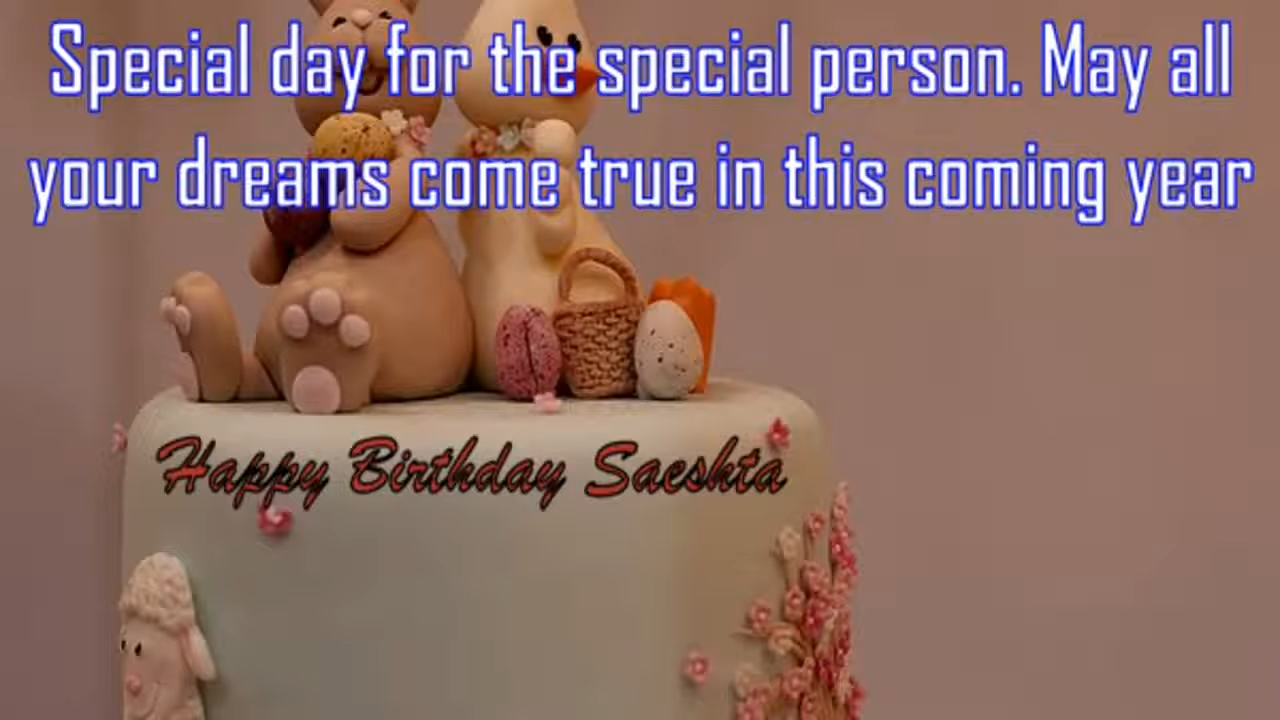 Special day for the special person. May all
your dreams come true in this coming year
Happy Birthday Saeshta